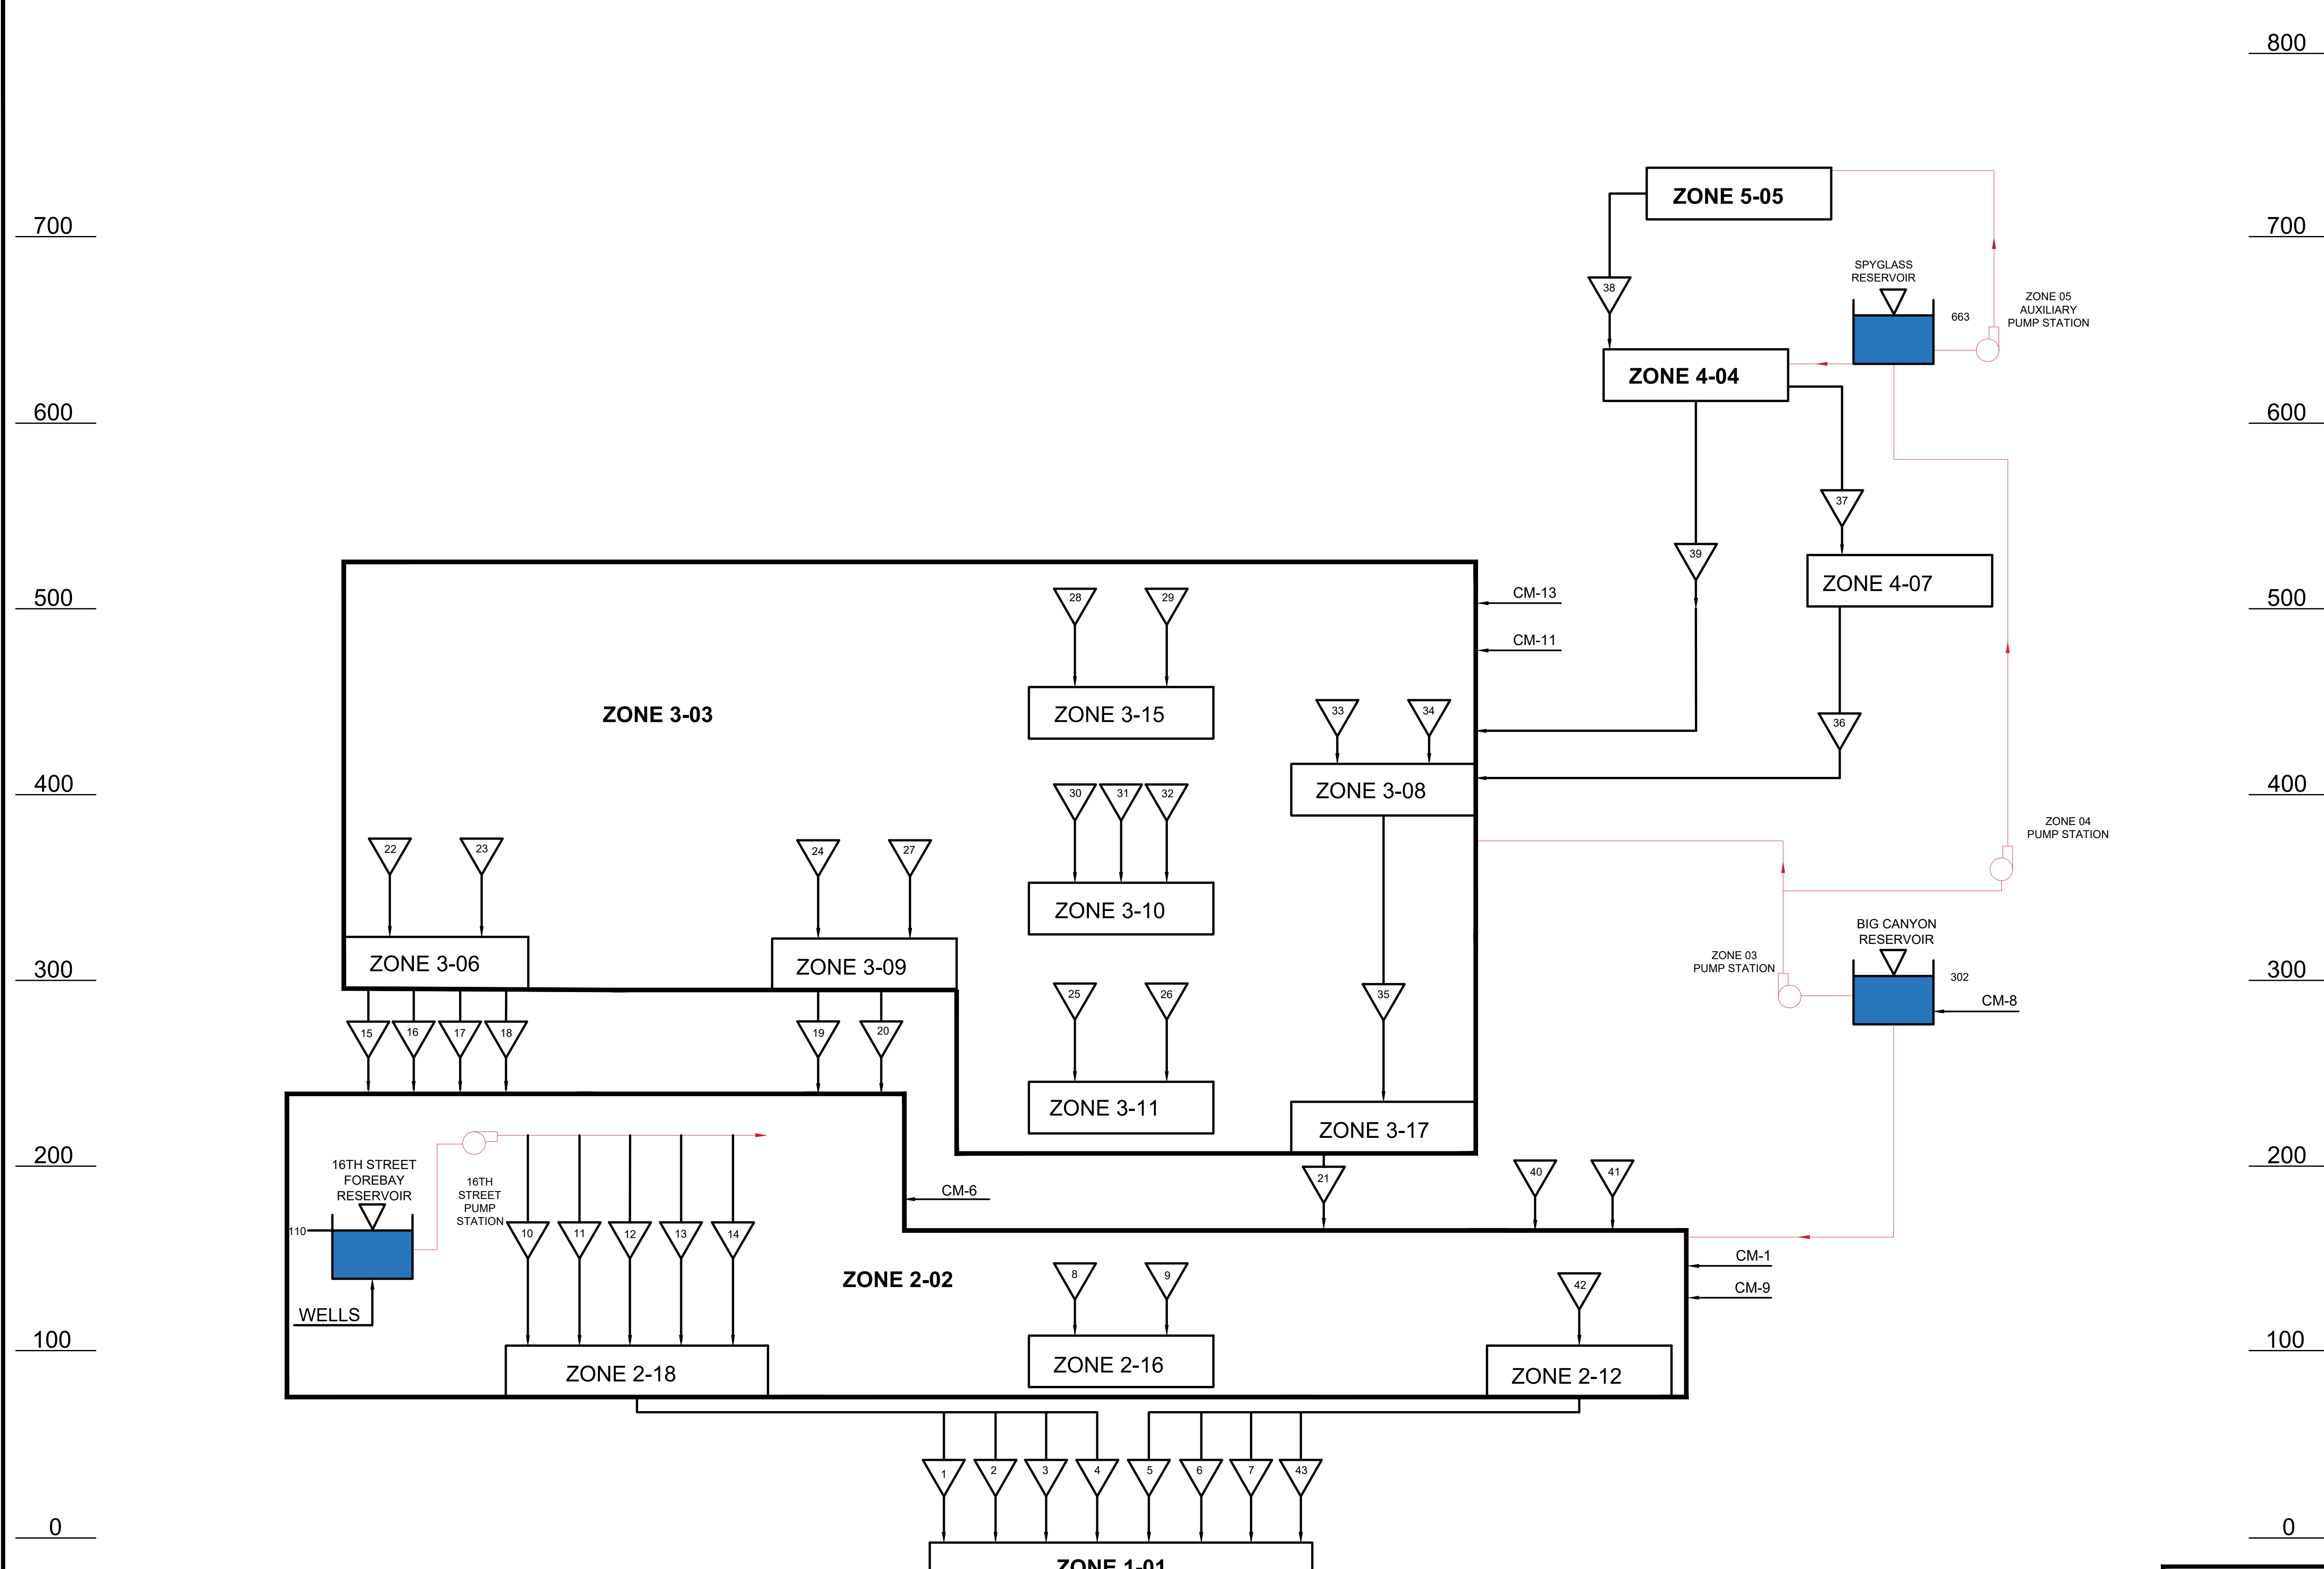 800
700
700
ZONE 5-05
SPYGLASS
RESERVOIR
663
ZONE 05
AUXILIARY
PUMP STATION
38
ZONE 4-04
600
600
37
39
ZONE 4-07
500
500
28
29
CM-13
CM-11
ZONE 3-03
ZONE 3-15
33
34
36
400
400
ZONE 3-08
30
31
32
ZONE 04
PUMP STATION
22
23
24
27
ZONE 3-10
BIG CANYON
RESERVOIR
302
CM-8
ZONE 03
PUMP STATION
300
300
ZONE 3-06
ZONE 3-09
25
26
35
15
16
17
18
19
20
ZONE 3-11
ZONE 3-17
200
200
16TH STREET
FOREBAY
RESERVOIR
110
WELLS
16TH
STREET
PUMP
STATION
CM-6
21
40
41
10
11
12
13
14
ZONE 2-02
8
9
42
CM-1
CM-9
100
100
ZONE 2-18
ZONE 2-16
ZONE 2-12
1
2
3
4
5
6
7
43
0
0
ZONE 1-01